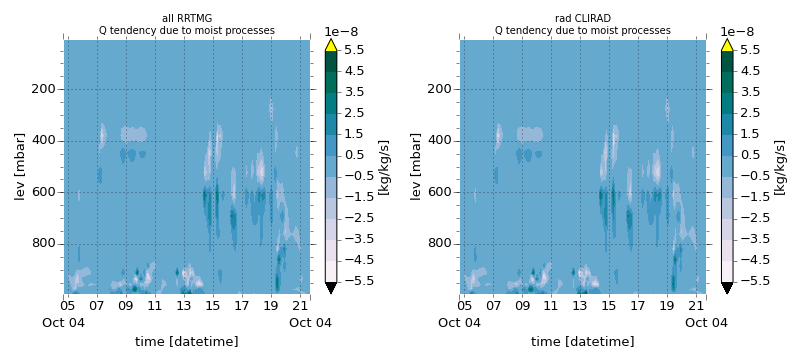 all RRTMG
Q tendency due to moist processes
1e−8
5.5
4.5
3.5
2.5
1.5
0.5
−0.5
−1.5
−2.5
−3.5
−4.5
−5.5
[kg/kg/s]
lev [mbar]
200
400
600
800
05 07 09 11 13 15 17 19 21
Oct 04 Oct 04
time [datetime]
rad CLIRAD
Q tendency due to moist processes
1e−8
5.5
4.5
3.5
2.5
1.5
0.5
−0.5
−1.5
−2.5
−3.5
−4.5
−5.5
[kg/kg/s]
lev [mbar]
200
400
600
800
05 07 09 11 13 15 17 19 21
Oct 04 Oct 04
time [datetime]